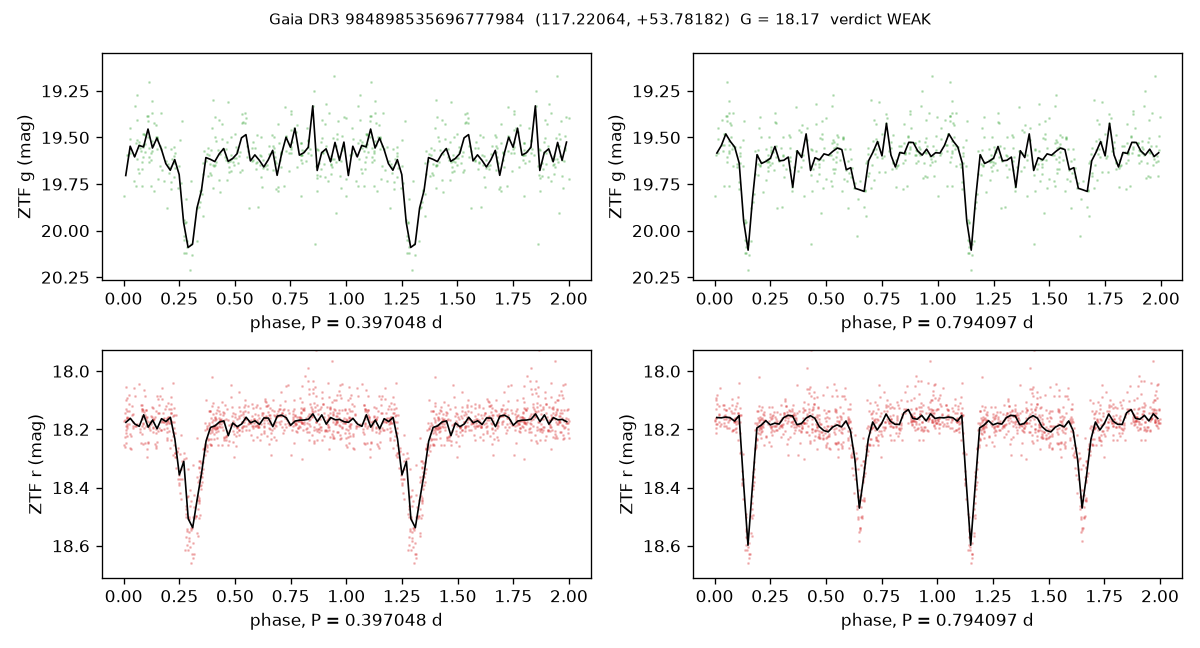 Gaia DR3 984898535696777984 (117.22064, +53.78182) G = 18.17 verdict WEAK
ZTF g (mag)
19.25
19.50
19.75
20.00
20.25
0.00 0.25 0.50 0.75 1.00 1.25 1.50 1.75 2.00
phase, P = 0.397048 d
ZTF g (mag)
19.25
19.50
19.75
20.00
20.25
0.00 0.25 0.50 0.75 1.00 1.25 1.50 1.75 2.00
phase, P = 0.794097 d
ZTF r (mag)
18.0
18.2
18.4
18.6
0.00 0.25 0.50 0.75 1.00 1.25 1.50 1.75 2.00
phase, P = 0.397048 d
ZTF r (mag)
18.0
18.2
18.4
18.6
0.00 0.25 0.50 0.75 1.00 1.25 1.50 1.75 2.00
phase, P = 0.794097 d